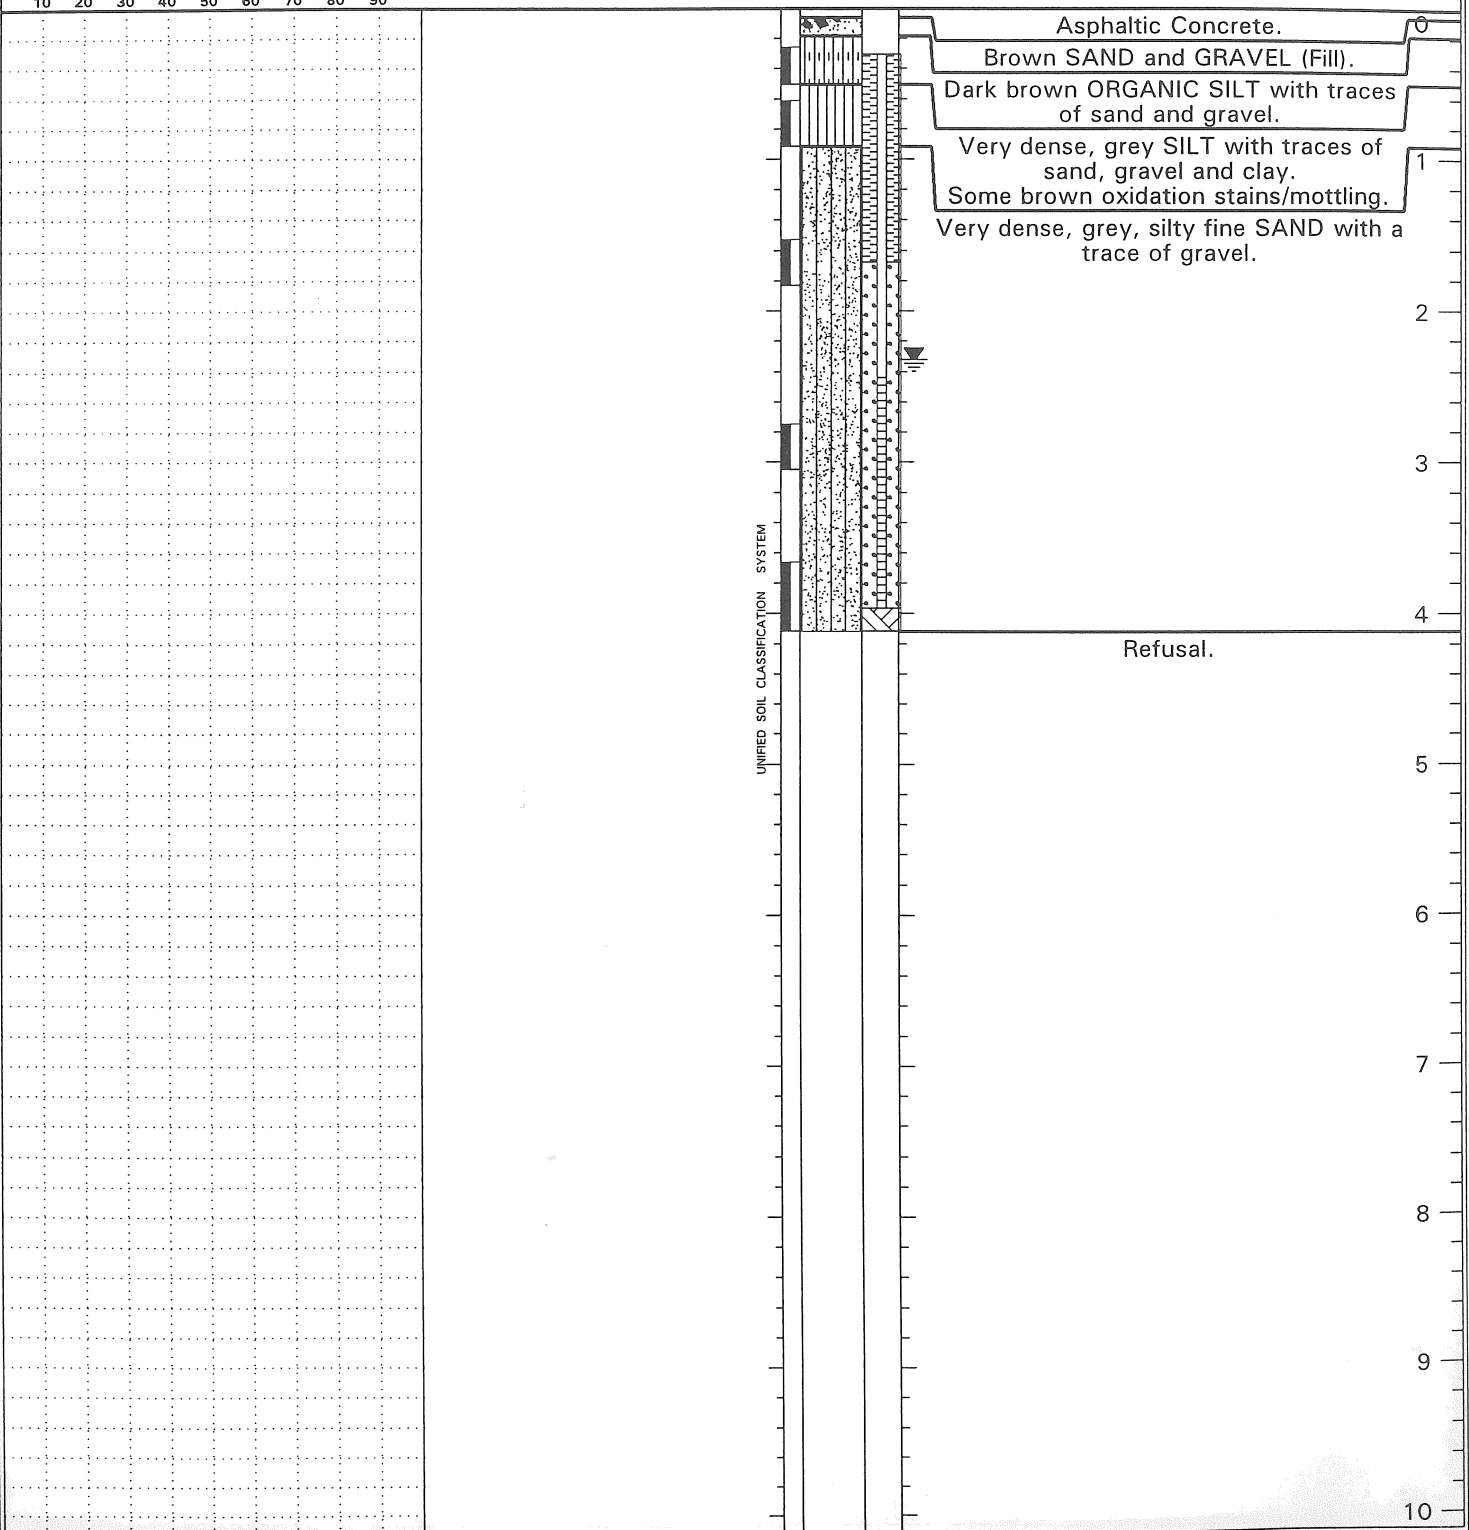 10 20 30 40 50 60 70 80 90
Asphaltic Concrete.
0
Brown SAND and GRAVEL (Fill).
Dark brown ORGANIC SILT with traces
of sand and gravel.
Very dense, grey SILT with traces of
sand, gravel and clay.
Some brown oxidation stains/mottling.
1
Very dense, grey, silty fine SAND with a
trace of gravel.
2
3
4
UNIFIED SOIL CLASSIFICATION SYSTEM
Refusal.
5
6
7
8
9
10